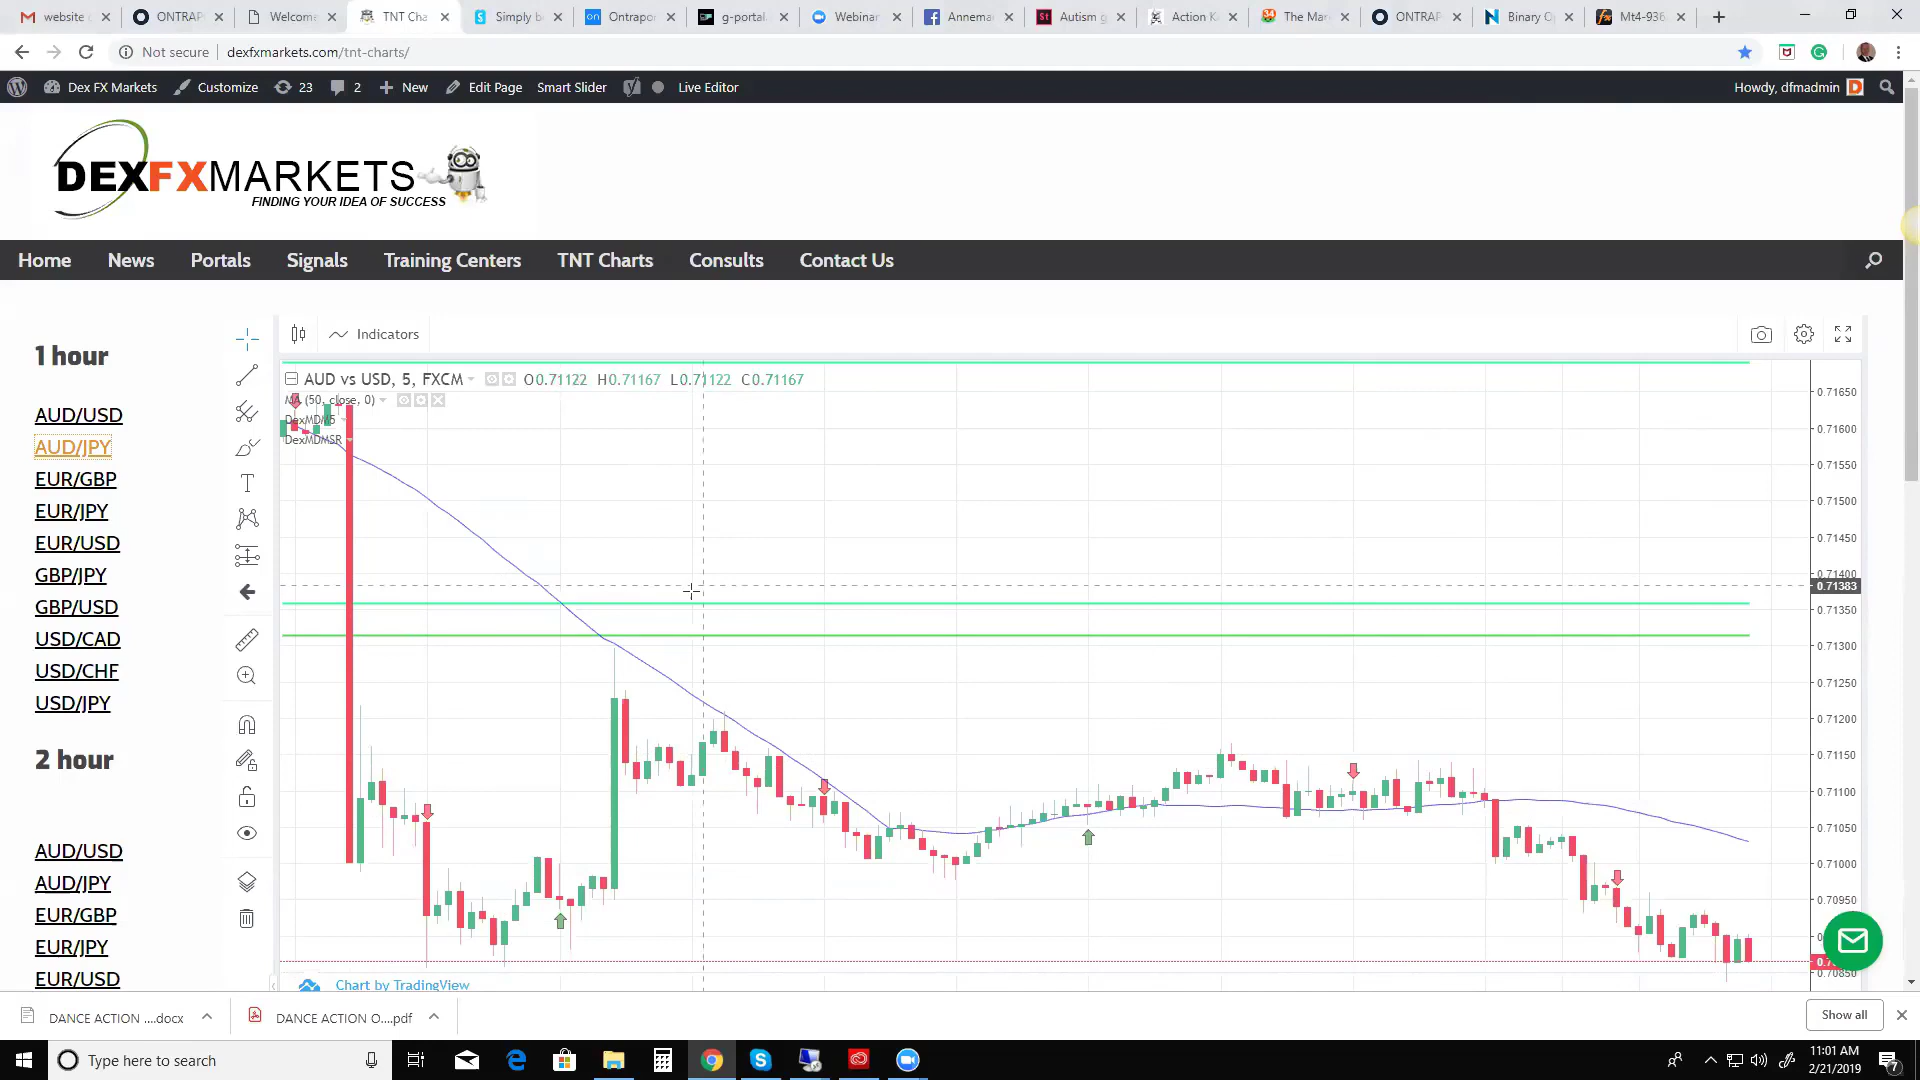 website c
ONTRAP
Welcome
TNT Cha
Simply b
Ontrapor
g-portal.
Webinar
Annema
Autism g
Action K
The Mar
ONTRAP
Binary O
Mt4-936
Not secure
dexfxmarkets.com/tnt-charts/
Dex FX Markets
Customize
23
2
New
Edit Page
Smart Slider
Live Editor
Howdy, dfmadmin
DEXFXMARKETS
FINDING YOUR IDEA OF SUCCESS
Home
News
Portals
Signals
Training Centers
TNT Charts
Consults
Contact Us
1 hour
AUD/USD
AUD/JPY
EUR/GBP
EUR/JPY
EUR/USD
GBP/JPY
GBP/USD
USD/CAD
USD/CHF
USD/JPY
2 hour
AUD/USD
AUD/JPY
EUR/GBP
EUR/JPY
EUR/USD
Indicators
AUD vs USD, 5, FXCM
O0.71122 H0.71167 L0.71122 C0.71167
MA (50, close, 0)
DexMDM5
DexMDMSR
0.71650
0.71600
0.71550
0.71500
0.71450
0.71400
0.71383
0.71350
0.71300
0.71250
0.71200
0.71150
0.71100
0.71050
0.71000
0.70950
0.70850
Chart by TradingView
DANCE ACTION ....docx
DANCE ACTION O....pdf
Show all
Type here to search
11:01 AM
2/21/2019
7